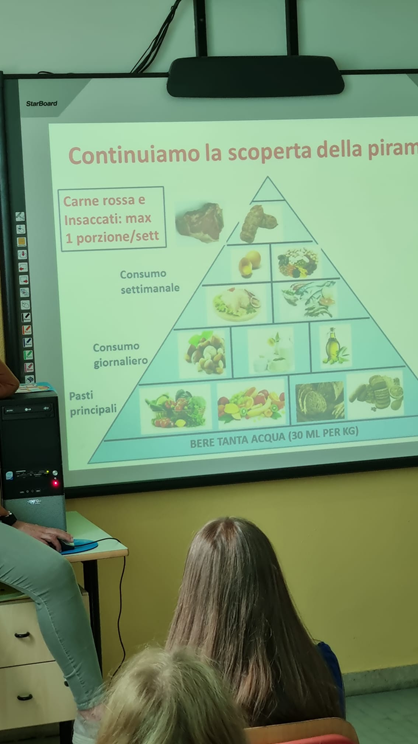 StarBoard
Continuiamo la scoperta della piram
Carne rossa e
Insaccati: max
1 porzione/sett
Consumo
settimanale
Consumo
giornaliero
Pasti
principali
BERE TANTA ACQUA (30 ML PER KG)